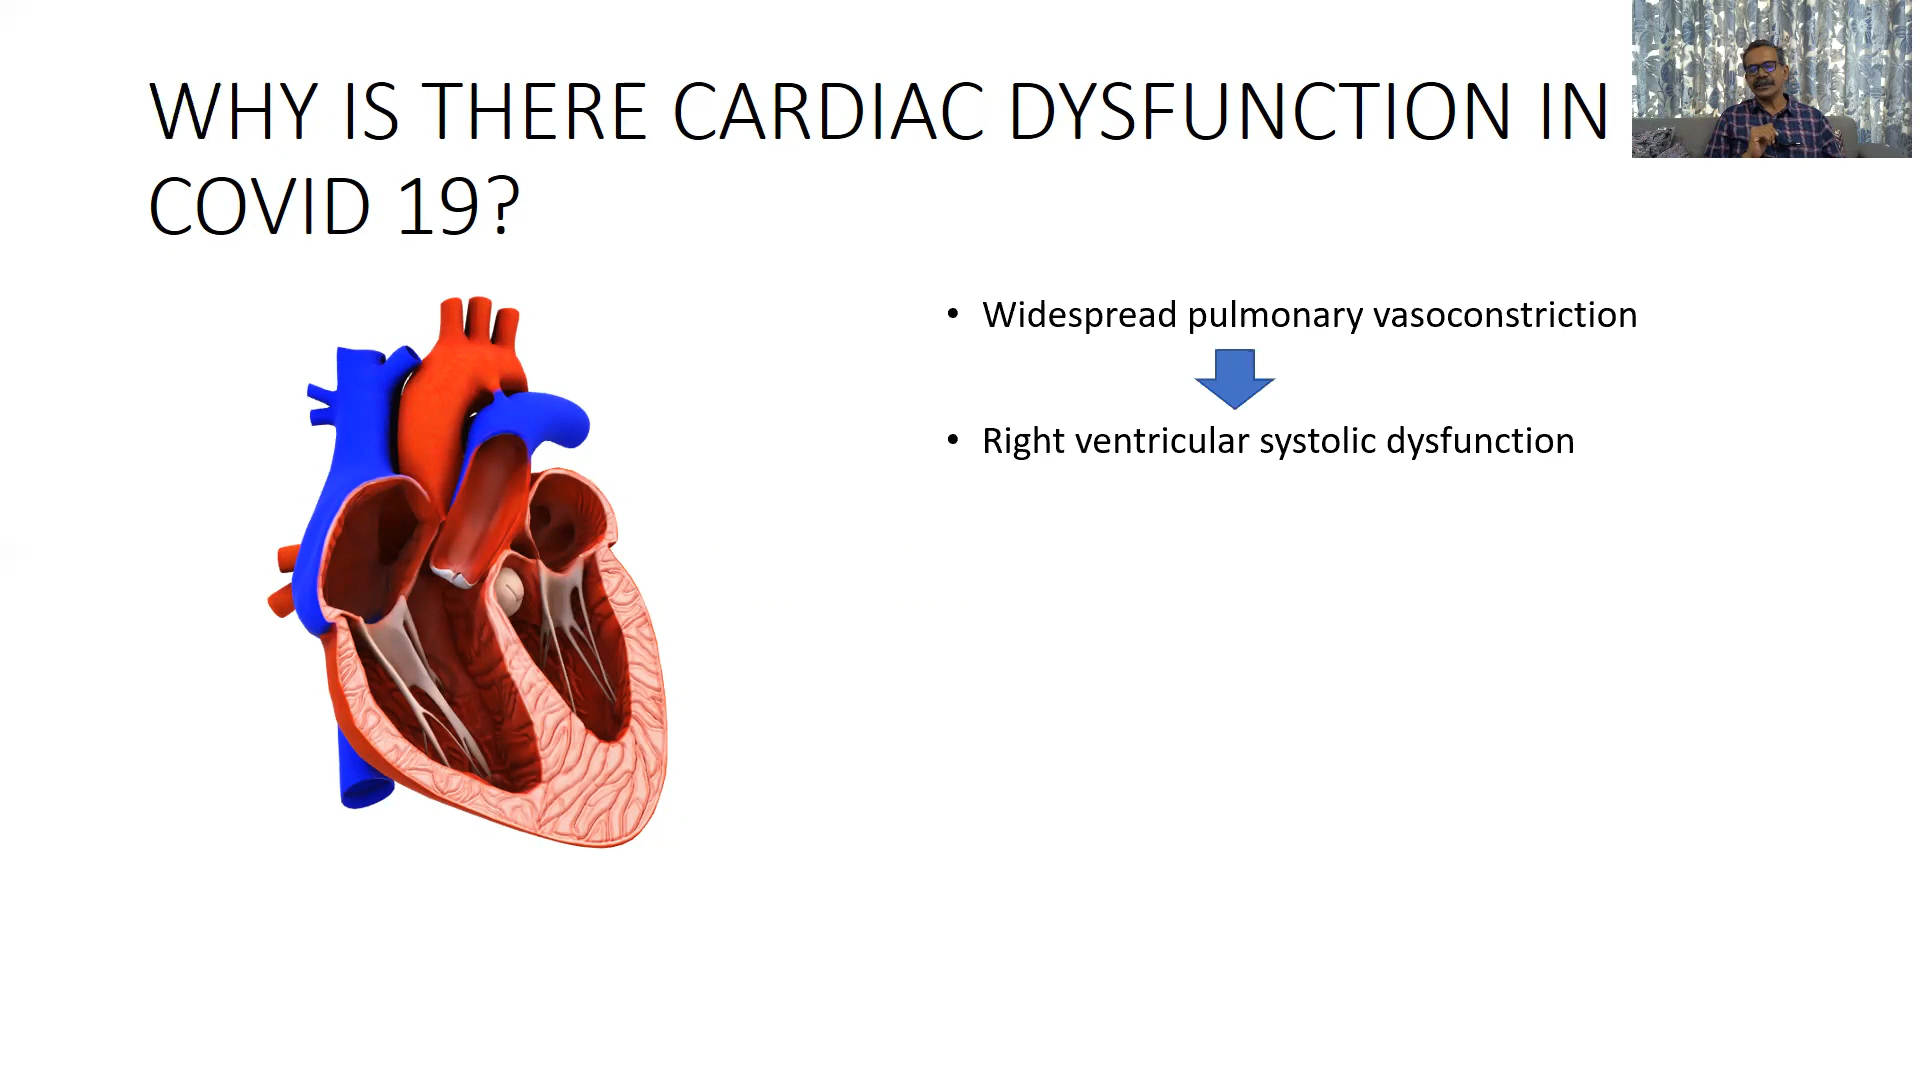 WHY IS THERE CARDIAC DYSFUNCTION IN
COVID 19?
• Widespread pulmonary vasoconstriction
• Right ventricular systolic dysfunction